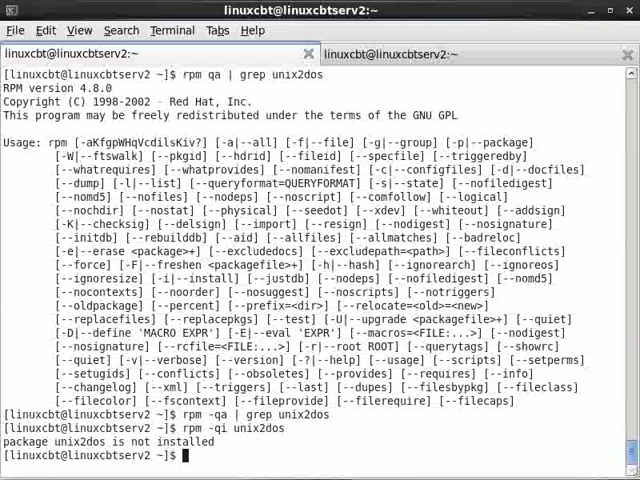 linuxcbt@linuxcbtserv2:~
File Edit View Search Terminal Tabs Help
linuxcbt@linuxcbtserv2:~ linuxcbt@linuxcbtserv2:~
[linuxcbt@linuxcbtserv2 ~]$ rpm qa | grep unix2dos
RPM version 4.8.0
Copyright (C) 1998-2002 - Red Hat, Inc.
This program may be freely redistributed under the terms of the GNU GPL
Usage: rpm [-aKfgpWHqVcdilsKiv?] [-a|--all] [-f|--file] [-g|--group] [-p|--package]
[-W|--ftswalk] [--pkgid] [--hdrid] [--fileid] [--specfile] [--triggeredby]
[--whatrequires] [--whatprovides] [--nomanifest] [-c|--configfiles] [-d|--docfiles]
[--dump] [-l|--list] [--queryformat=QUERYFORMAT] [-s|--state] [--nofiledigest]
[--nomd5] [--nofiles] [--nodeps] [--noscript] [--comfollow] [--logical]
[--nochdir] [--nostat] [--physical] [--seedot] [--xdev] [--whiteout] [--addsign]
[-K|--checksig] [--delsign] [--import] [--resign] [--nodigest] [--nosignature]
[--initdb] [--rebuilddb] [--aid] [--allfiles] [--allmatches] [--badreloc]
[-e|--erase <package>+] [--excludedocs] [--excludepath=<path>] [--fileconflicts]
[--force] [-F|--freshen <packagefile>+] [-h|--hash] [--ignorearch] [--ignoreos]
[--ignoresize] [-i|--install] [--justdb] [--nodeps] [--nofiledigest] [--nomd5]
[--nocontexts] [--noorder] [--nosuggest] [--noscripts] [--notriggers]
[--oldpackage] [--percent] [--prefix=<dir>] [--relocate=<old>=<new>]
[--replacefiles] [--replacepkgs] [--test] [-U|--upgrade <packagefile>+] [--quiet]
[-D|--define 'MACRO EXPR'] [-E|--eval 'EXPR'] [--macros=<FILE:...>] [--nodigest]
[--nosignature] [--rcfile=<FILE:...>] [-r|--root ROOT] [--querytags] [--showrc]
[--quiet] [-v|--verbose] [--version] [-?|--help] [--usage] [--scripts] [--setperms]
[--setugids] [--conflicts] [--obsoletes] [--provides] [--requires] [--info]
[--changelog] [--xml] [--triggers] [--last] [--dupes] [--filesbypkg] [--fileclass]
[--filecolor] [--fscontext] [--fileprovide] [--filerequire] [--filecaps]
[linuxcbt@linuxcbtserv2 ~]$ rpm -qa | grep unix2dos
[linuxcbt@linuxcbtserv2 ~]$ rpm -qi unix2dos
package unix2dos is not installed
[linuxcbt@linuxcbtserv2 ~]$